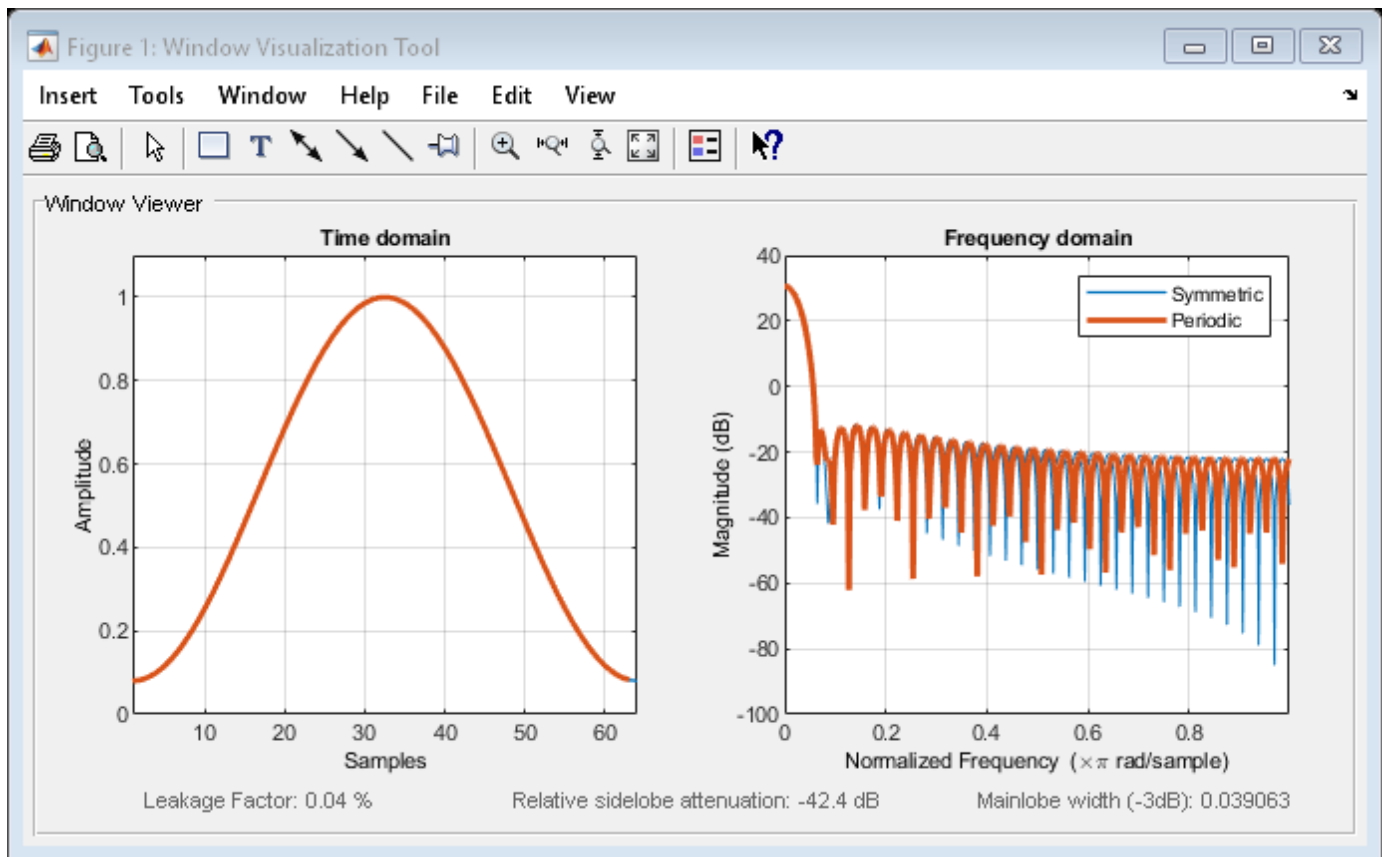 Figure 1: Window Visualization Tool
Insert Tools Window Help File Edit View
T
?
Window Viewer
Time domain
1
0.8
0.6
0.4
0.2
0
Amplitude
10 20 30 40 50 60
Samples
Frequency domain
40
20
0
-20
-40
-60
-80
-100
Magnitude (dB)
Symmetric
Periodic
0 0.2 0.4 0.6 0.8
Normalized Frequency (×π rad/sample)
Leakage Factor: 0.04 % Relative sidelobe attenuation: -42.4 dB Mainlobe width (-3dB): 0.039063